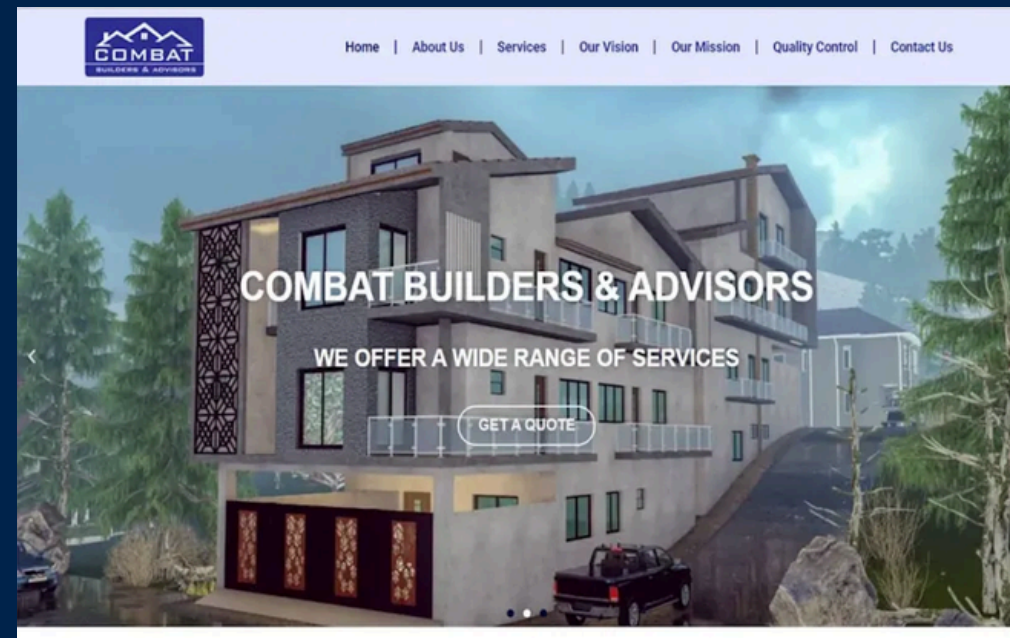 COMBAT
BUILDERS & ADVISORS
Home | About Us | Services | Our Vision | Our Mission | Quality Control | Contact Us
COMBAT BUILDERS & ADVISORS
WE OFFER A WIDE RANGE OF SERVICES
GET A QUOTE